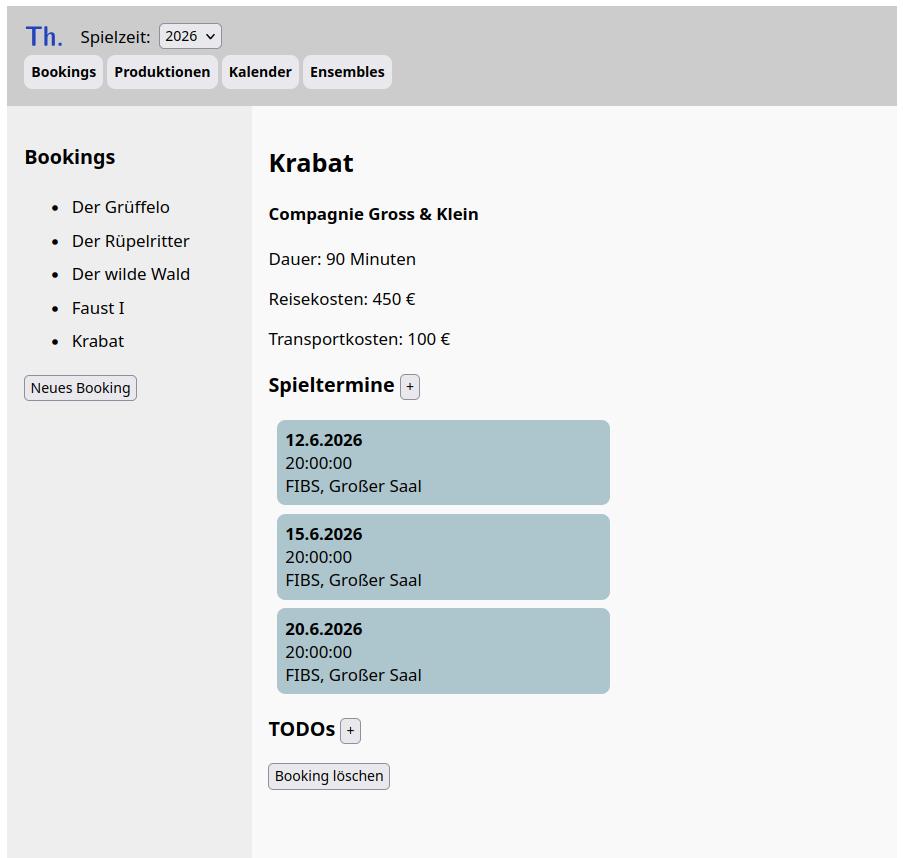 Th. Spielzeit: 2026
Bookings Produktionen Kalender Ensembles
Bookings
Der Grüffelo
Der Rüpelritter
Der wilde Wald
Faust I
Krabat
Neues Booking
Krabat
Compagnie Gross & Klein
Dauer: 90 Minuten
Reisekosten: 450 €
Transportkosten: 100 €
Spieltermine +
12.6.2026
20:00:00
FIBS, Großer Saal
15.6.2026
20:00:00
FIBS, Großer Saal
20.6.2026
20:00:00
FIBS, Großer Saal
TODOs +
Booking löschen